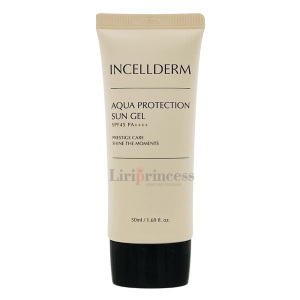 INCELLDERM
AQUA PROTECTION
SUN GEL
SPF43 PA++++
PRESTIGE CARE
SHINE THE MOMENTS
Liriprincess
50ml / 1.69 fl. oz.